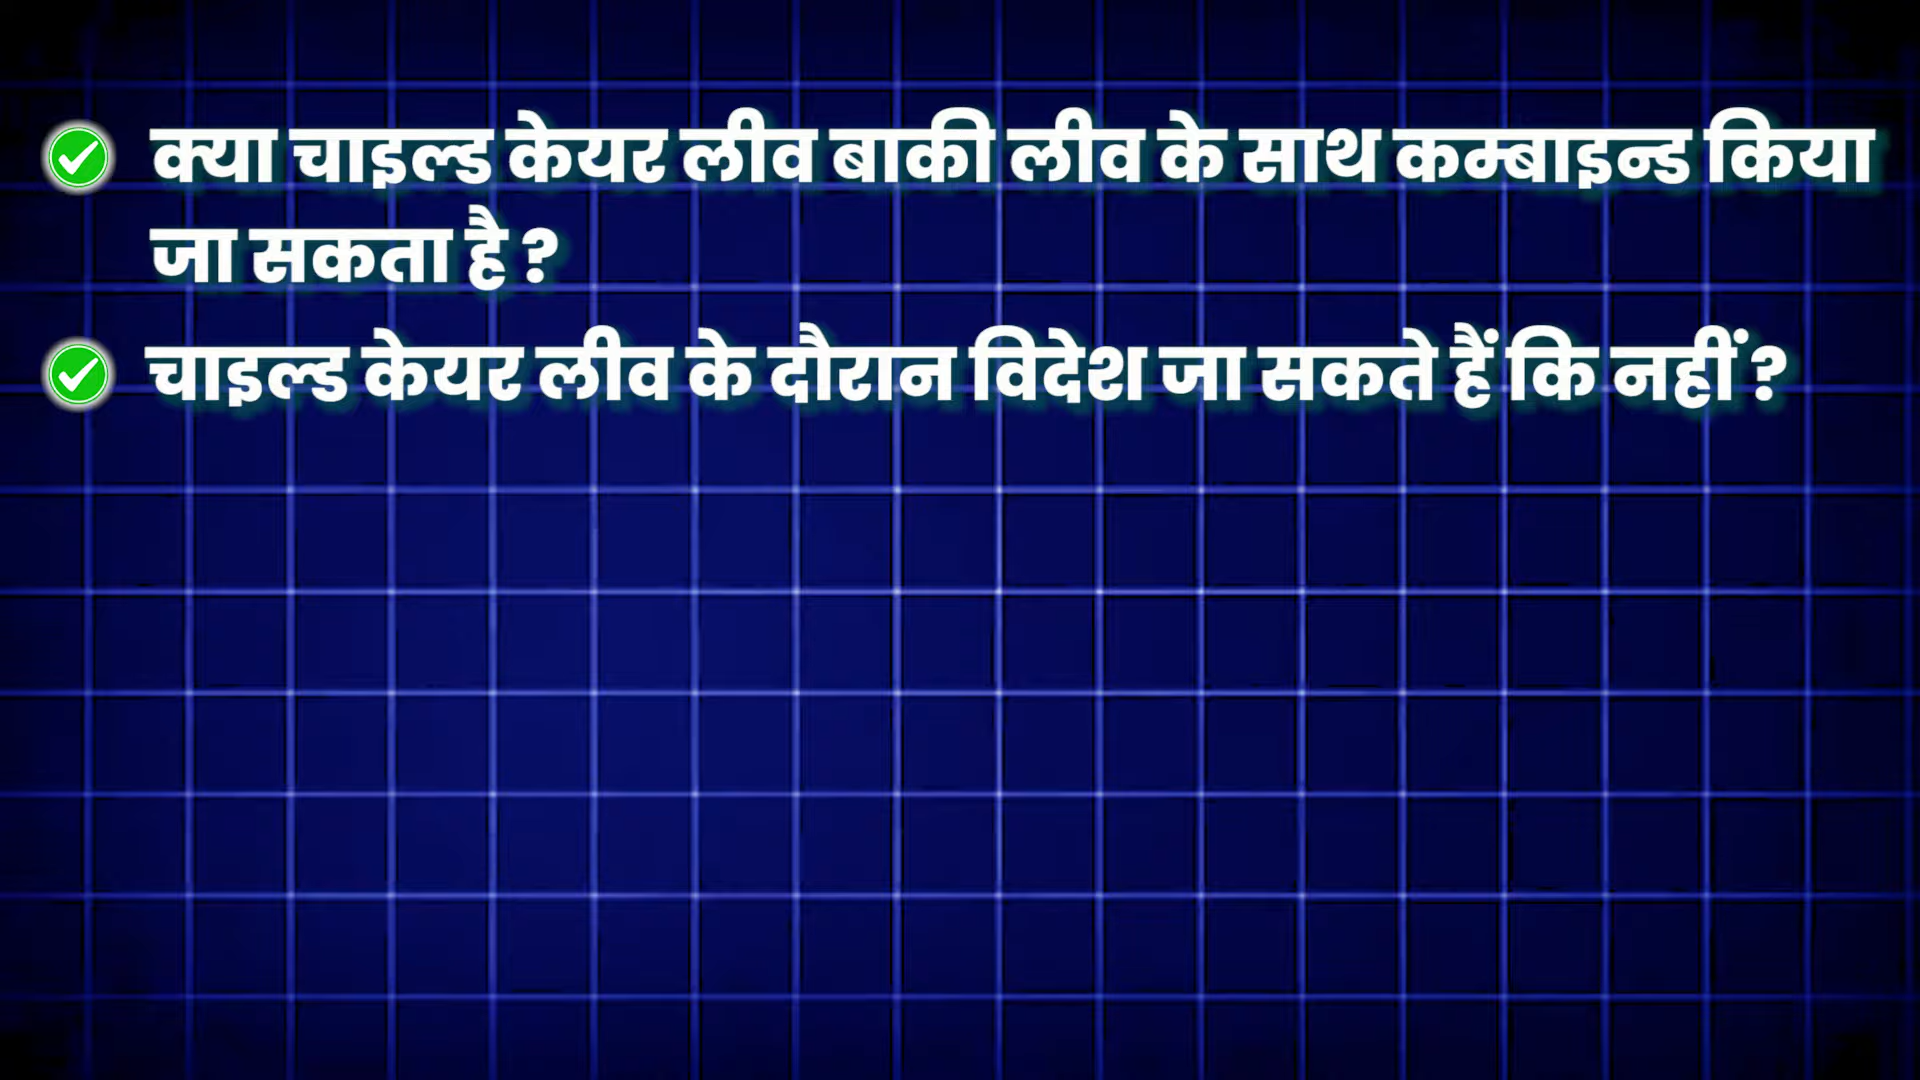 क्या चाइल्ड केयर लीव बाकी लीव के साथ कम्बाइन्ड किया
जा सकता है ?
चाइल्ड केयर लीव के दौरान विदेश जा सकते हैं कि नहीं ?